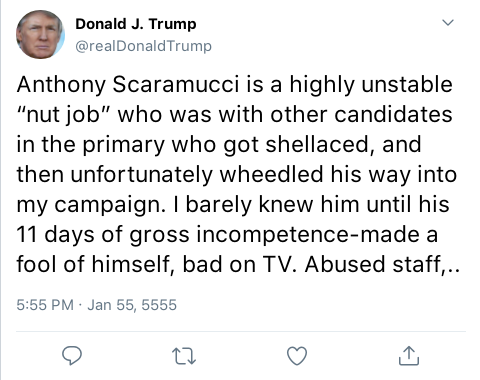 Donald J. Trump
@realDonaldTrump
Anthony Scaramucci is a highly unstable
“nut job” who was with other candidates
in the primary who got shellaced, and
then unfortunately wheedled his way into
my campaign. I barely knew him until his
11 days of gross incompetence-made a
fool of himself, bad on TV. Abused staff,..
5:55 PM · Jan 55, 5555